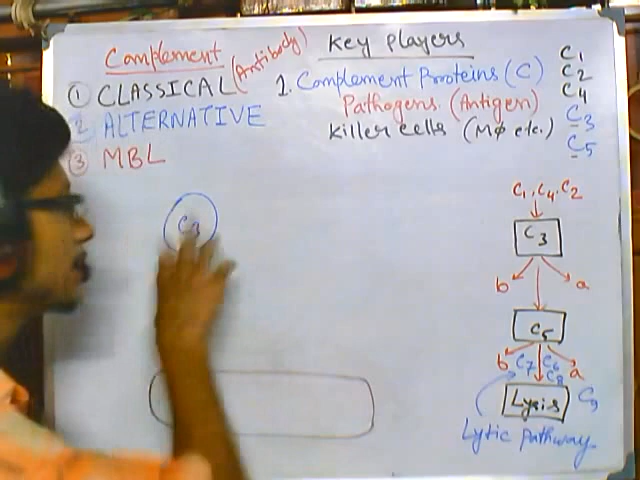 Complement
① CLASSICAL (Antibody)
② ALTERNATIVE
③ MBL
Key players
1. Complement Proteins (C)
Pathogens (Antigen)
Killer cells (MΦ etc.)
C1
C2
C4
C3
C5
C3
C1, C4, C2
C3
b a
C5
b C7 C6 a
C8
Lysis C9
Lytic pathway